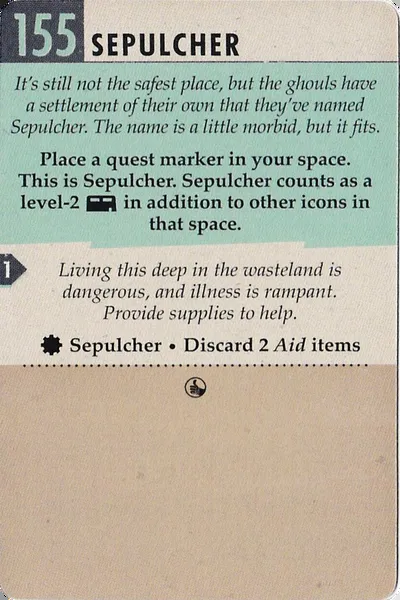 155 SEPULCHER
It's still not the safest place, but the ghouls have
a settlement of their own that they've named
Sepulcher. The name is a little morbid, but it fits.
Place a quest marker in your space.
This is Sepulcher. Sepulcher counts as a
level-2 in addition to other icons in
that space.
1
Living this deep in the wasteland is
dangerous, and illness is rampant.
Provide supplies to help.
Sepulcher • Discard 2 Aid items